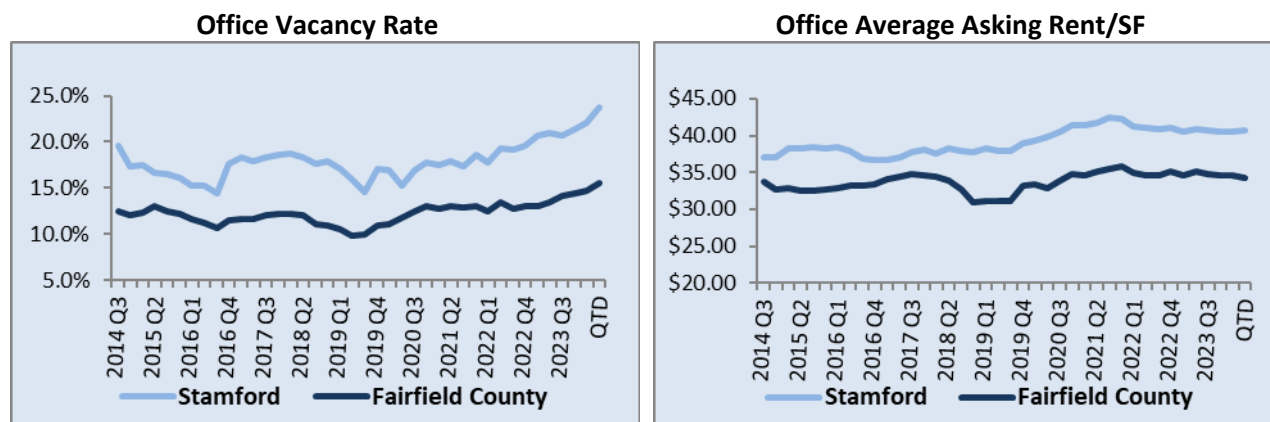 Office Vacancy Rate
25.0%
20.0%
15.0%
10.0%
5.0%
2014 Q3
2015 Q2
2016 Q1
2016 Q4
2017 Q3
2018 Q2
2019 Q1
2019 Q4
2020 Q3
2021 Q2
2022 Q1
2022 Q4
2023 Q3
QTD
Stamford
Fairfield County
Office Average Asking Rent/SF
$45.00
$40.00
$35.00
$30.00
$25.00
$20.00
2014 Q3
2015 Q2
2016 Q1
2016 Q4
2017 Q3
2018 Q2
2019 Q1
2019 Q4
2020 Q3
2021 Q2
2022 Q1
2022 Q4
2023 Q3
QTD
Stamford
Fairfield County